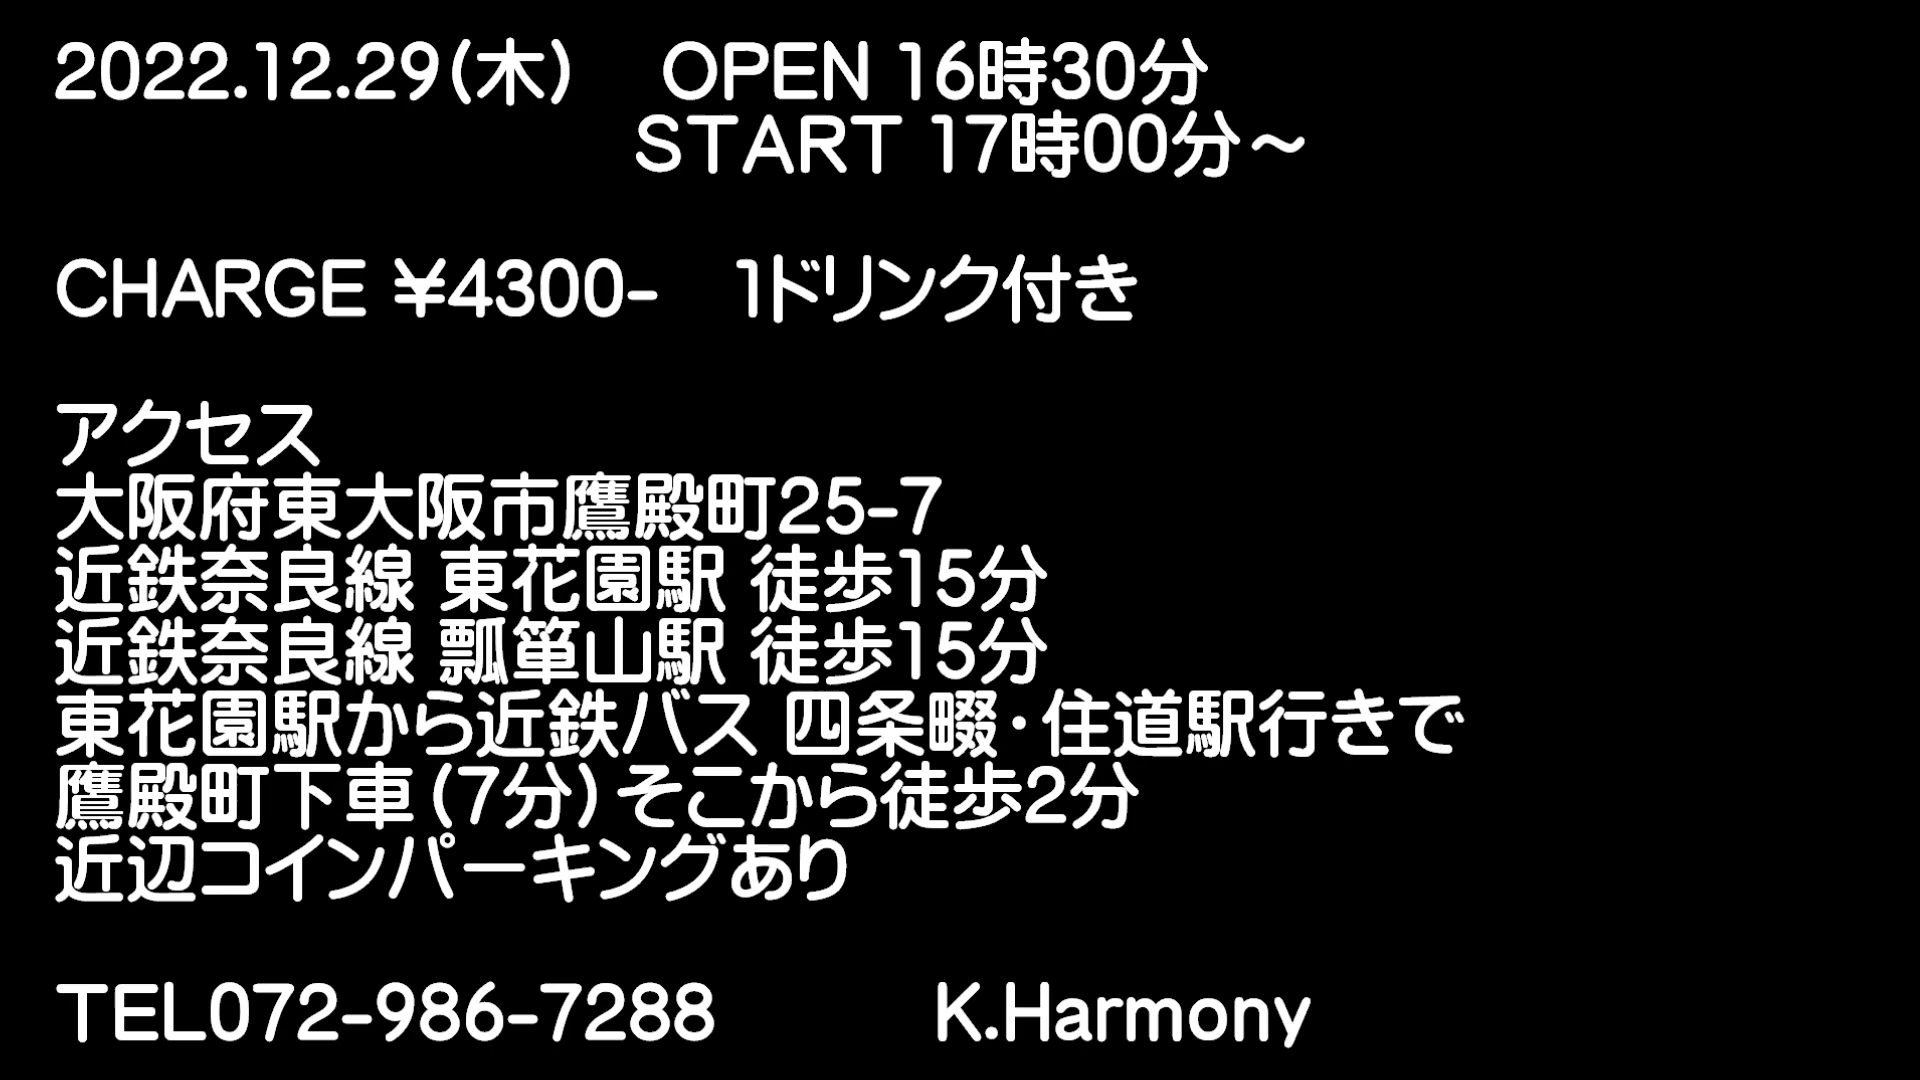 2022.12.29(木) OPEN 16時30分
START 17時00分～
CHARGE ¥4300- 1ドリンク付き
アクセス
大阪府東大阪市鷹殿町25-7
近鉄奈良線 東花園駅 徒歩15分
近鉄奈良線 瓢箪山駅 徒歩15分
東花園駅から近鉄バス 四条畷・住道駅行きで
鷹殿町下車(7分)そこから徒歩2分
近辺コインパーキングあり
TEL072-986-7288 K.Harmony